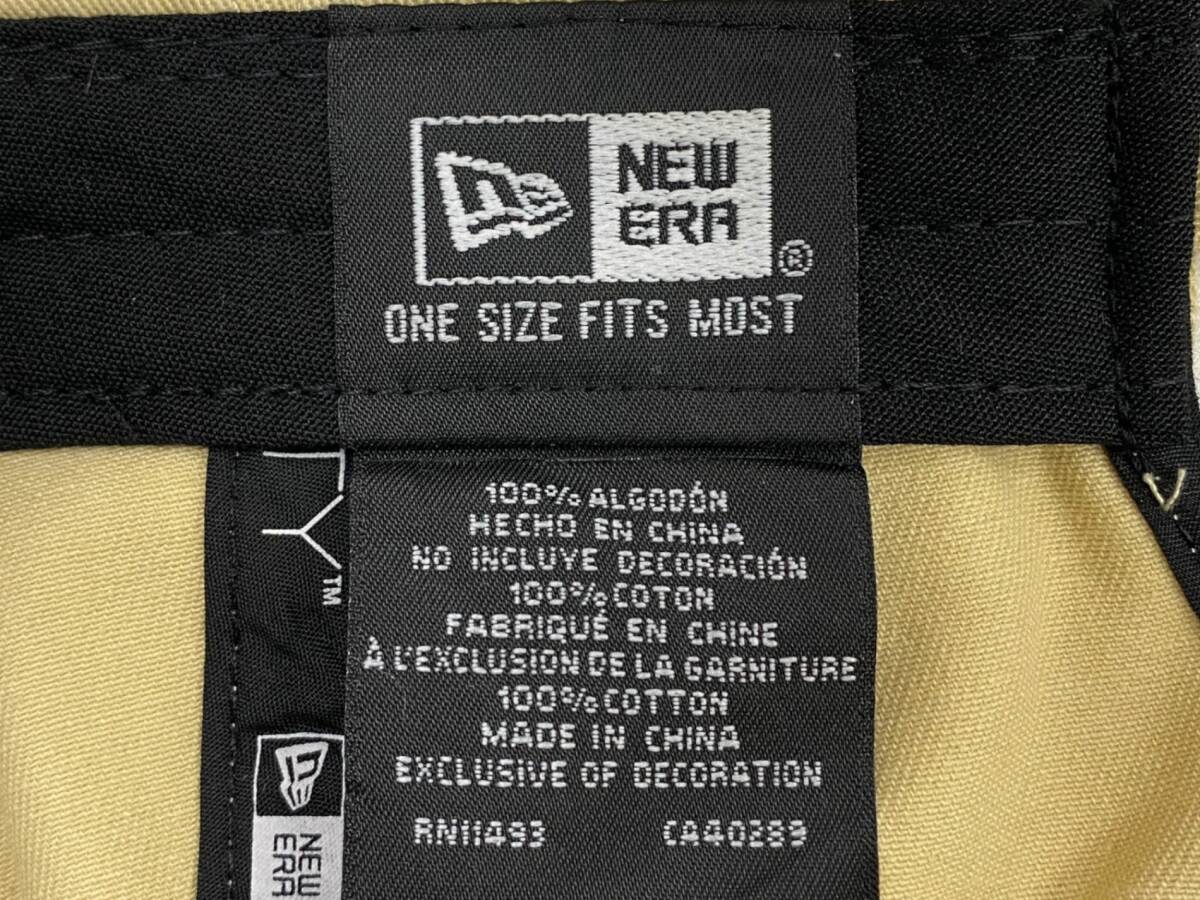 NEW
ERA
®
ONE SIZE FITS MOST
100% ALGODÓN
HECHO EN CHINA
NO INCLUYE DECORACIÓN
100% COTON
FABRIQUÉ EN CHINE
À L'EXCLUSION DE LA GARNITURE
100% COTTON
MADE IN CHINA
EXCLUSIVE OF DECORATION
RN11493 CA40289
TY™
NEW
ERA